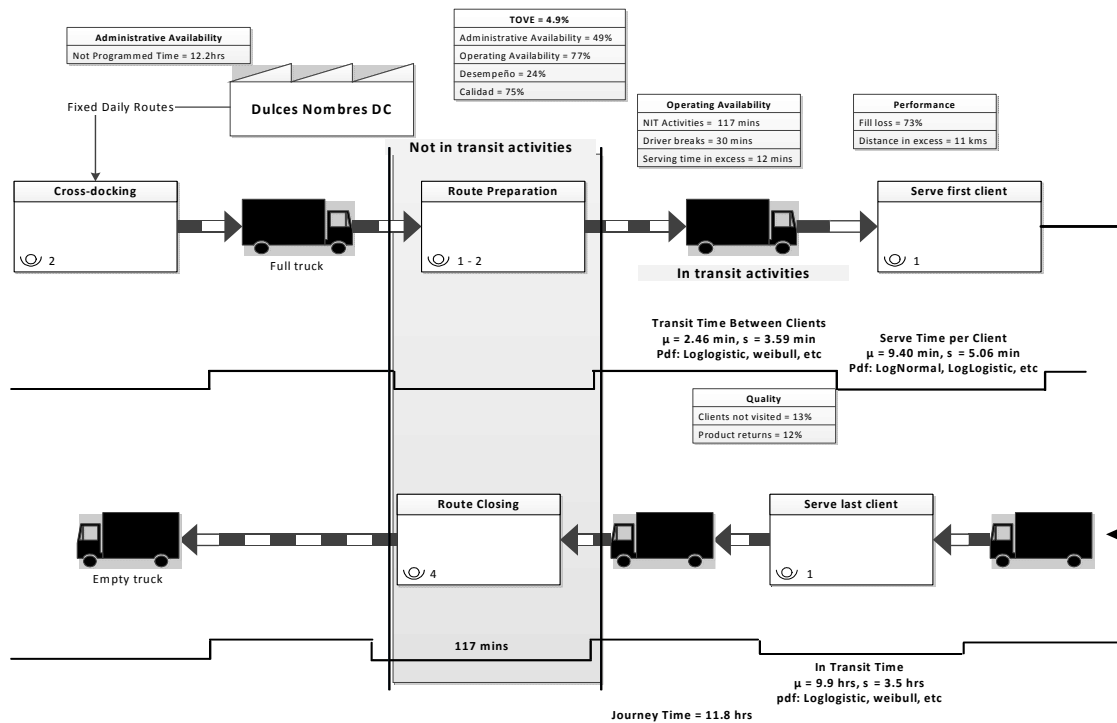 Administrative Availability
Not Programmed Time = 12.2hrs
TOVE = 4.9%
Administrative Availability = 49%
Operating Availability = 77%
Desempeño = 24%
Calidad = 75%
Fixed Daily Routes
Dulces Nombres DC
Operating Availability
NIT Activities = 117 mins
Driver breaks = 30 mins
Serving time in excess = 12 mins
Performance
Fill loss = 73%
Distance in excess = 11 kms
Not in transit activities
Cross-docking
2
Full truck
Route Preparation
1 - 2
In transit activities
Serve first client
1
Transit Time Between Clients
μ = 2.46 min, s = 3.59 min
Pdf: Loglogistic, weibull, etc
Serve Time per Client
μ = 9.40 min, s = 5.06 min
Pdf: LogNormal, LogLogistic, etc
Quality
Clients not visited = 13%
Product returns = 12%
Empty truck
Route Closing
4
Serve last client
1
117 mins
In Transit Time
μ = 9.9 hrs, s = 3.5 hrs
pdf: Loglogistic, weibull, etc
Journey Time = 11.8 hrs